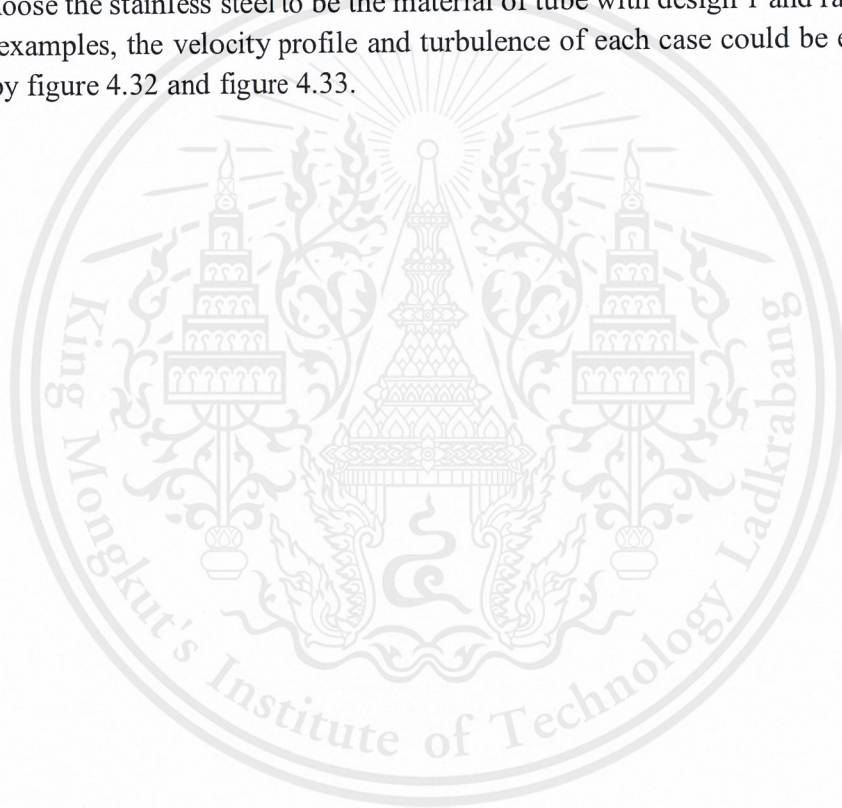 the stainless steel to be the material of tube with design 1 and
examples, the velocity profile and turbulence of each case could be
by figure 4.32 and figure 4.33.
King Mongkut's Institute of Technology Ladkrabang